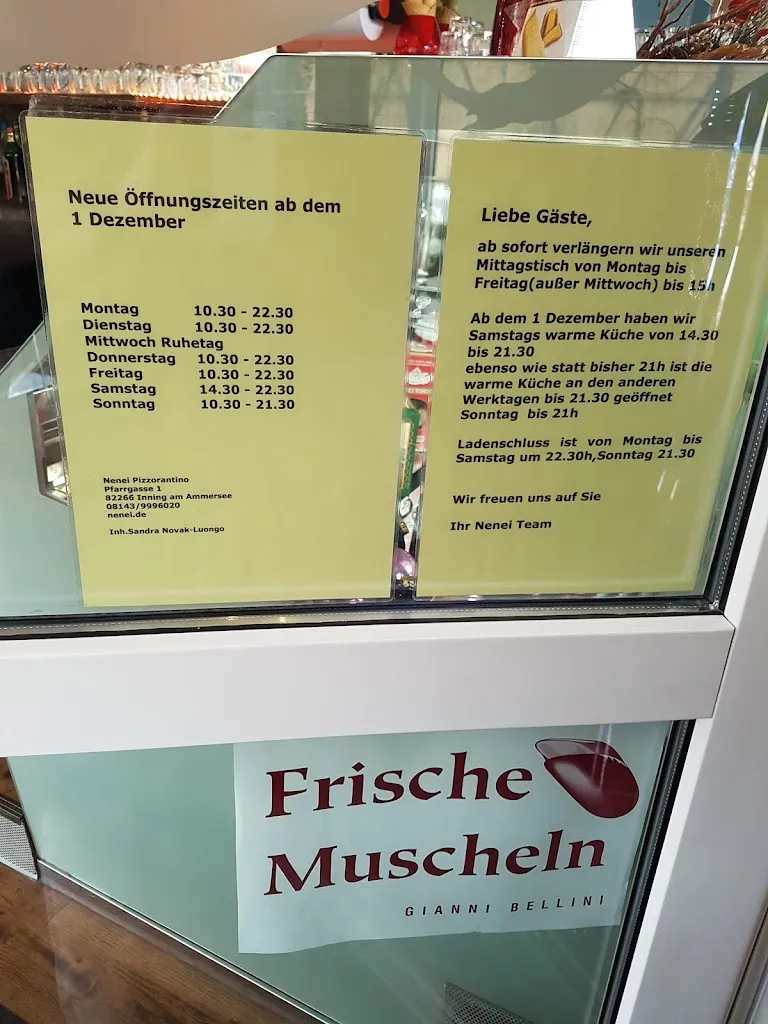 Neue Öffnungszeiten ab dem
1 Dezember
Montag 10.30 - 22.30
Dienstag 10.30 - 22.30
Mittwoch Ruhetag
Donnerstag 10.30 - 22.30
Freitag 10.30 - 22.30
Samstag 14.30 - 22.30
Sonntag 10.30 - 21.30
Nenei Pizzorantino
Pfarrgasse 1
82266 Inning am Ammersee
08143/9996020
nenei.de
Inh.Sandra Novak-Luongo
Liebe Gäste,
ab sofort verlängern wir unseren
Mittagstisch von Montag bis
Freitag(außer Mittwoch) bis 15h
Ab dem 1 Dezember haben wir
Samstags warme Küche von 14.30
bis 21.30
ebenso wie statt bisher 21h ist die
warme Küche an den anderen
Werktagen bis 21.30 geöffnet
Sonntag bis 21h
Ladenschluss ist von Montag bis
Samstag um 22.30h,Sonntag 21.30
Wir freuen uns auf Sie
Ihr Nenei Team
Frische
Muscheln
GIANNI BELLINI